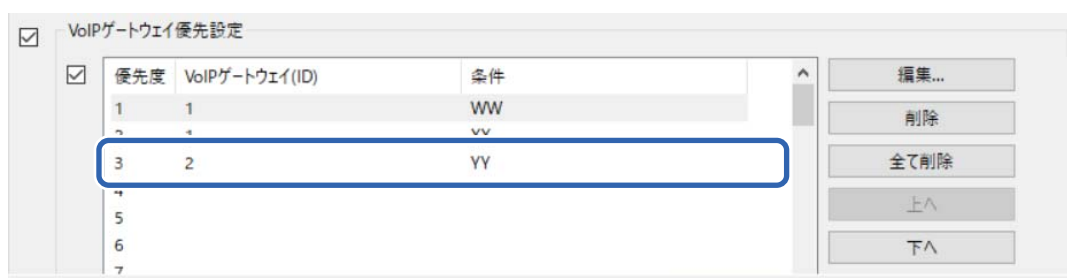 VoIPゲートウェイ優先設定
優先度 VoIPゲートウェイ(ID) 条件
1 1 WW
3 2 YY
5
6
編集...
削除
全て削除
上へ
下へ